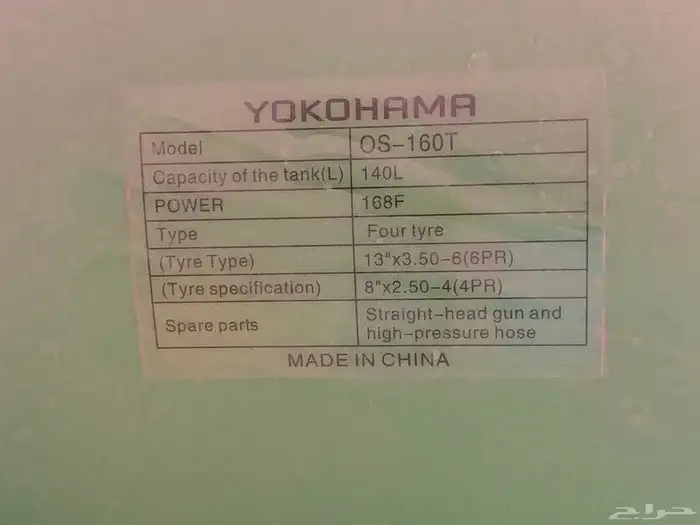 YOKOHAMA
Model OS-160T
Capacity of the tank(L) 140L
POWER 168F
Type Four tyre
(Tyre Type) 13"x3.50-6(6PR)
(Tyre specification) 8"x2.50-4(4PR)
Spare parts Straight-head gun and
high-pressure hose
MADE IN CHINA
حراج